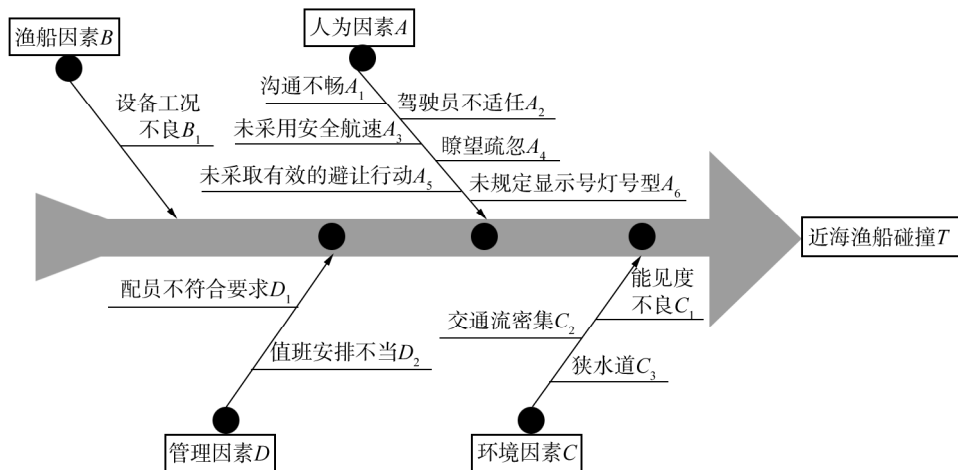 渔船因素B
人为因素A
设备工况
不良B₁
沟通不畅A₁
驾驶员不适任A₂
未采用安全航速A₃
瞭望疏忽A₄
未采取有效的避让行动A₅
未规定显示号灯号型A₆
近海渔船碰撞T
配员不符合要求D₁
值班安排不当D₂
能见度
不良C₁
交通流密集C₂
狭水道C₃
管理因素D
环境因素C